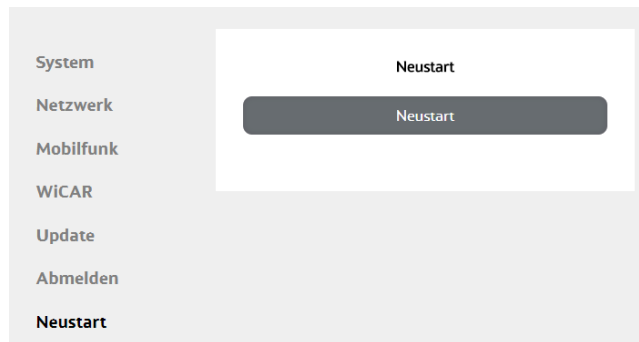 System
Netzwerk
Mobilfunk
WiCAR
Update
Abmelden
Neustart
Neustart
Neustart